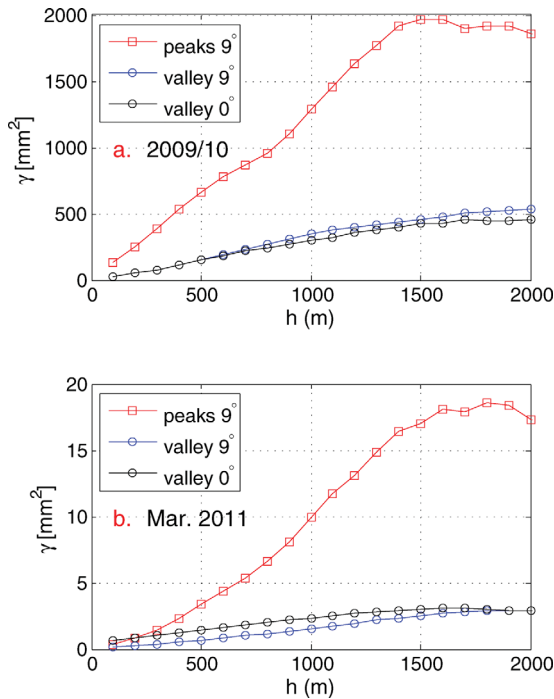 2000
1500
1000
500
0
γ [mm²]
peaks 9°
valley 9°
valley 0°
a. 2009/10
0 500 1000 1500 2000
h (m)
20
15
10
5
0
γ [mm²]
peaks 9°
valley 9°
valley 0°
b. Mar. 2011
0 500 1000 1500 2000
h (m)